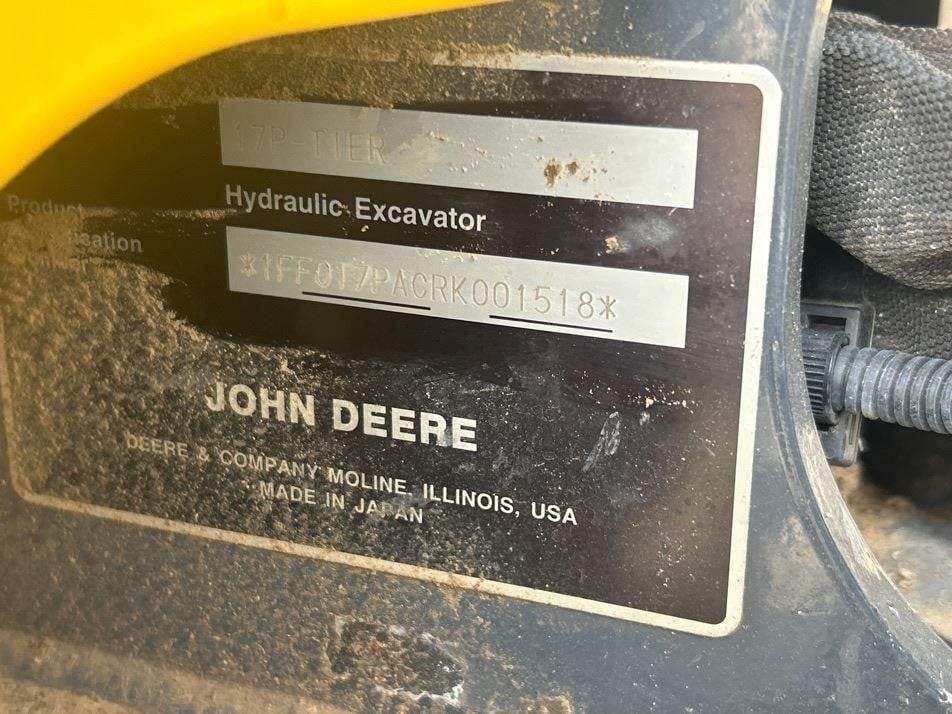 17P-TIER
Hydraulic Excavator
Product
*1FF017PACRK001518*
JOHN DEERE
DEERE & COMPANY MOLINE, ILLINOIS, USA
MADE IN JAPAN